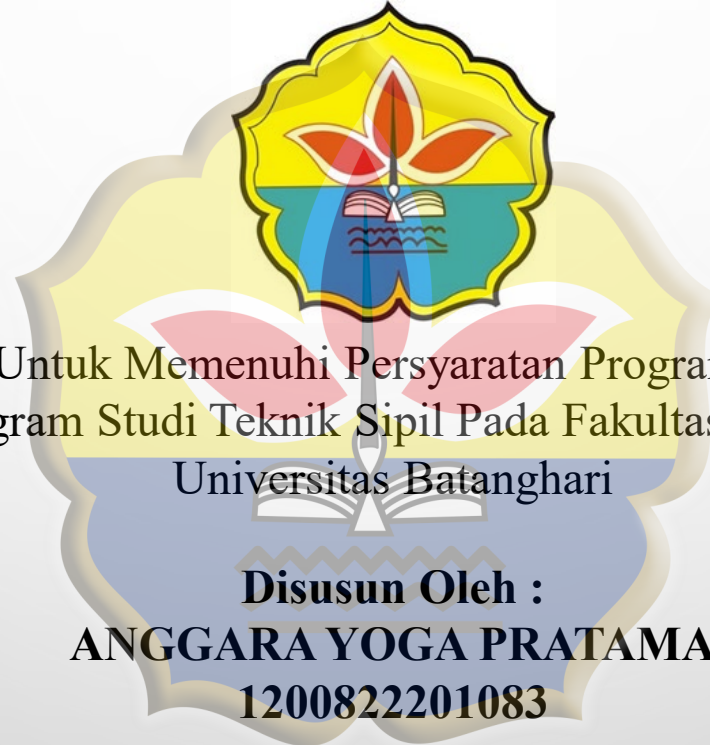 Untuk Memenuhi Persyaratan Progra
gram Studi Teknik Sipil Pada Fakultas
Universitas Batanghari
Disusun Oleh :
ANGGARA YOGA PRATAMA
1200822201083